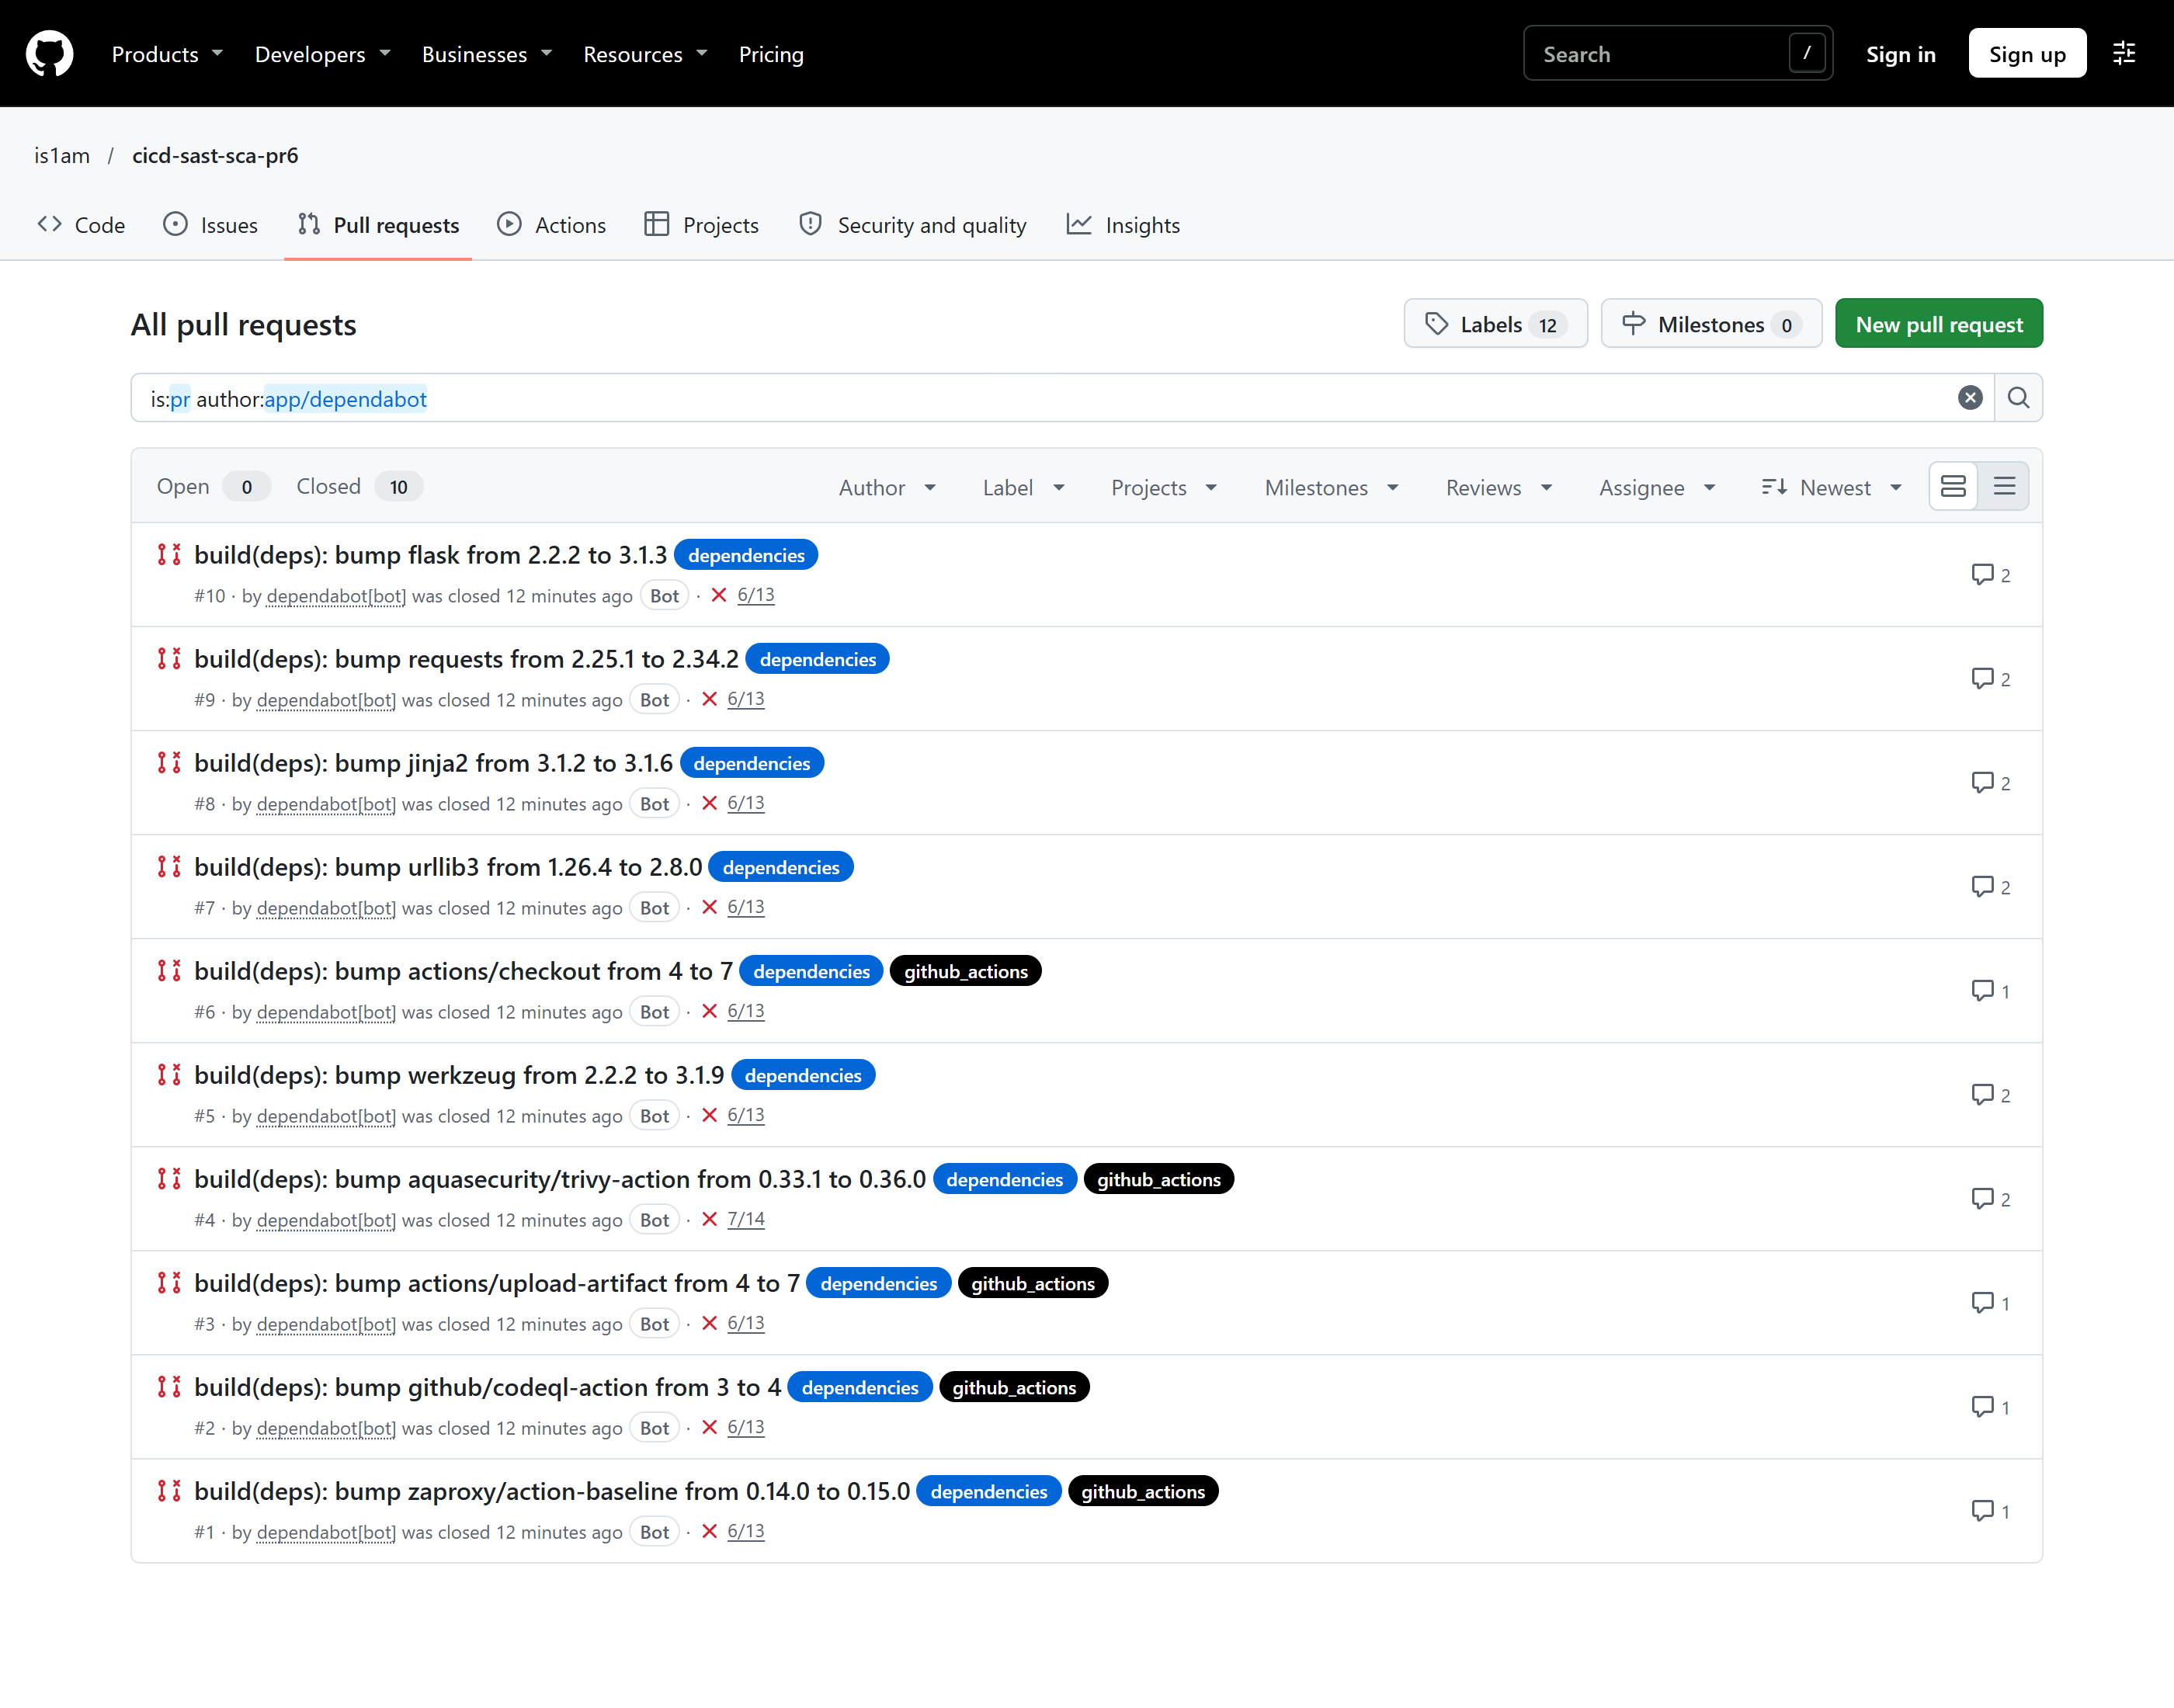 Products Developers Businesses Resources Pricing Search / Sign in Sign up
is1am / cicd-sast-sca-pr6
Code Issues Pull requests Actions Projects Security and quality Insights
All pull requests Labels 12 Milestones 0 New pull request
is:pr author:app/dependabot
Open 0 Closed 10 Author Label Projects Milestones Reviews Assignee Newest
build(deps): bump flask from 2.2.2 to 3.1.3 dependencies
#10 · by dependabot[bot] was closed 12 minutes ago Bot · 6/13
2
build(deps): bump requests from 2.25.1 to 2.34.2 dependencies
#9 · by dependabot[bot] was closed 12 minutes ago Bot · 6/13
2
build(deps): bump jinja2 from 3.1.2 to 3.1.6 dependencies
#8 · by dependabot[bot] was closed 12 minutes ago Bot · 6/13
2
build(deps): bump urllib3 from 1.26.4 to 2.8.0 dependencies
#7 · by dependabot[bot] was closed 12 minutes ago Bot · 6/13
2
build(deps): bump actions/checkout from 4 to 7 dependencies github_actions
#6 · by dependabot[bot] was closed 12 minutes ago Bot · 6/13
1
build(deps): bump werkzeug from 2.2.2 to 3.1.9 dependencies
#5 · by dependabot[bot] was closed 12 minutes ago Bot · 6/13
2
build(deps): bump aquasecurity/trivy-action from 0.33.1 to 0.36.0 dependencies github_actions
#4 · by dependabot[bot] was closed 12 minutes ago Bot · 7/14
2
build(deps): bump actions/upload-artifact from 4 to 7 dependencies github_actions
#3 · by dependabot[bot] was closed 12 minutes ago Bot · 6/13
1
build(deps): bump github/codeql-action from 3 to 4 dependencies github_actions
#2 · by dependabot[bot] was closed 12 minutes ago Bot · 6/13
1
build(deps): bump zaproxy/action-baseline from 0.14.0 to 0.15.0 dependencies github_actions
#1 · by dependabot[bot] was closed 12 minutes ago Bot · 6/13
1